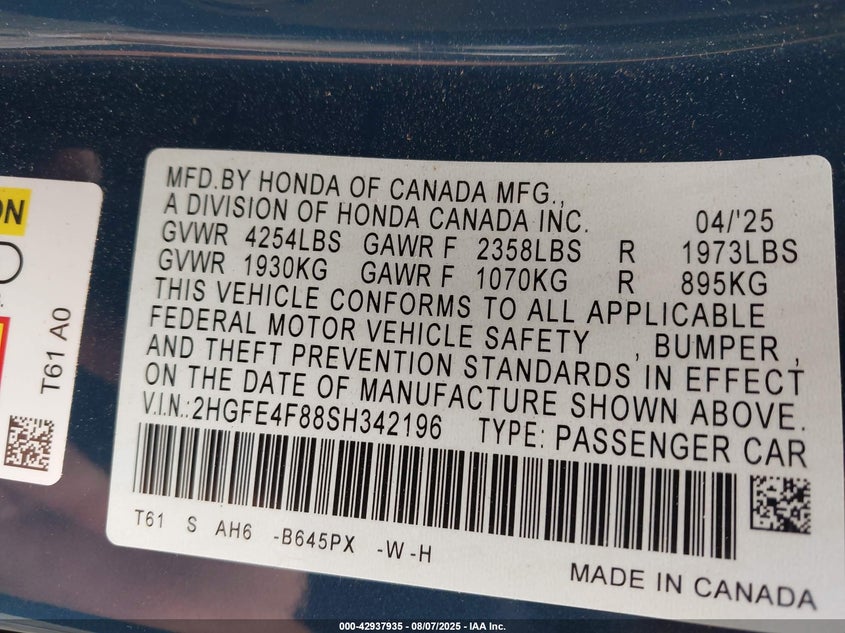 ON
T61 A0
MFD.BY HONDA OF CANADA MFG.,
A DIVISION OF HONDA CANADA INC. 04/'25
GVWR 4254LBS GAWR F 2358LBS R 1973LBS
GVWR 1930KG GAWR F 1070KG R 895KG
THIS VEHICLE CONFORMS TO ALL APPLICABLE
FEDERAL MOTOR VEHICLE SAFETY , BUMPER ,
AND THEFT PREVENTION STANDARDS IN EFFECT
ON THE DATE OF MANUFACTURE SHOWN ABOVE.
V.I.N.:2HGFE4F88SH342196 TYPE: PASSENGER CAR
T61 S AH6 -B645PX -W-H
MADE IN CANADA
000-42937935 - 08/07/2025 - IAA Inc.